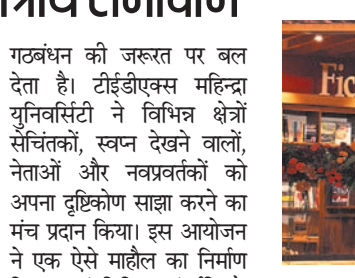 गठबंधन की जरूरत पर बल
देता है। टीईडीएक्स महिन्द्रा
युनिवर्सिटी ने विभिन्न क्षेत्रों
सेचिंतकों, स्वप्न देखने वालों,
नेताओं और नवप्रवर्तकों को
अपना दृष्टिकोण साझा करने का
मंच प्रदान किया। इस आयोजन
ने एक ऐसे माहौल का निर्माण
Fic